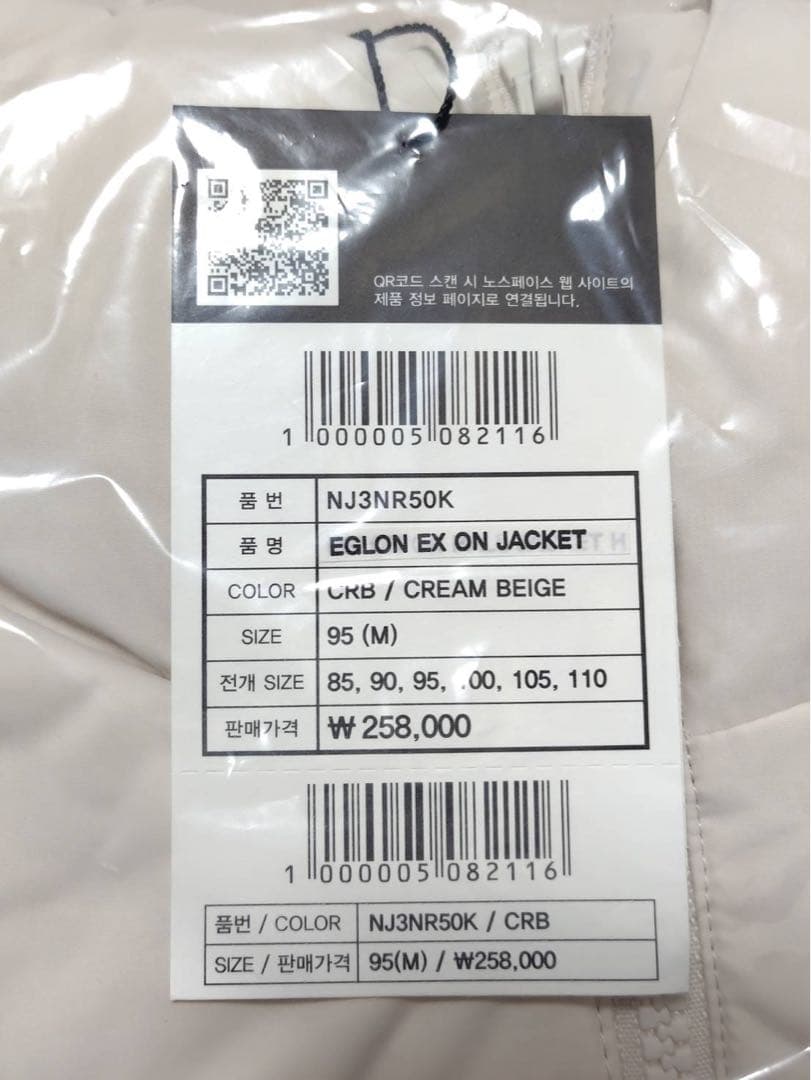 QR코드 스캔 시 노스페이스 웹 사이트의
제품 정보 페이지로 연결됩니다.
1 000005 082116
품 번 NJ3NR50K
품 명 EGLON EX ON JACKET
COLOR CRB / CREAM BEIGE
SIZE 95 (M)
전개 SIZE 85, 90, 95, 100, 105, 110
판매가격 ₩ 258,000
1 000005 082116
품번 / COLOR NJ3NR50K / CRB
SIZE / 판매가격 95(M) / ₩258,000